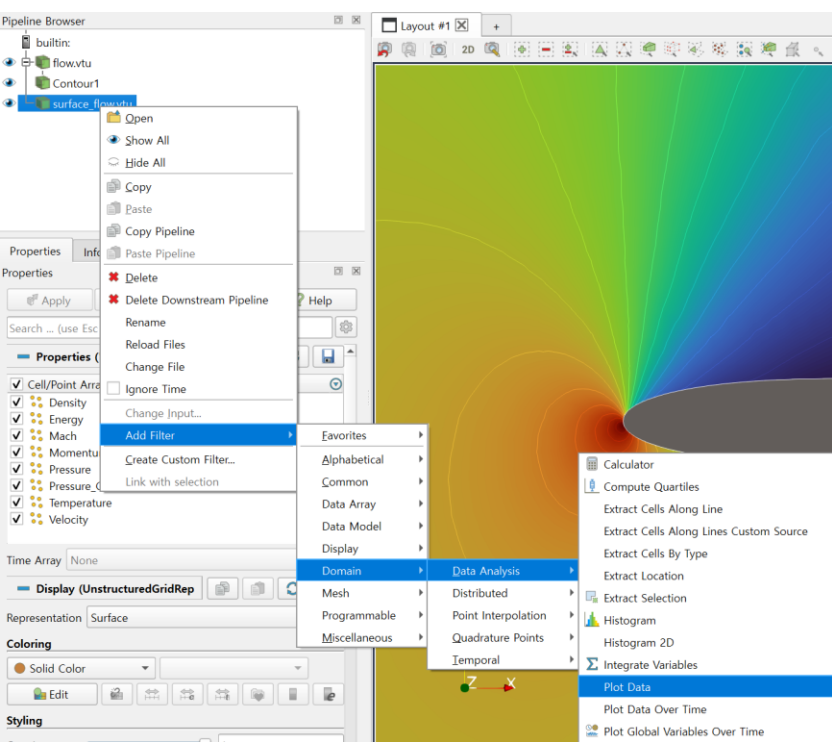 Pipeline Browser
builtin:
flow.vtu
Contour1
surface_flow.vtu
Open
Show All
Hide All
Copy
Paste
Copy Pipeline
Paste Pipeline
Delete
Delete Downstream Pipeline
Rename
Reload Files
Change File
Ignore Time
Change Input...
Add Filter
Create Custom Filter...
Link with selection
Properties
Properties
Apply
Help
Search ... (use Esc
Properties (
Cell/Point Arra
Density
Energy
Mach
Momentu
Pressure
Pressure_C
Temperature
Velocity
Time Array None
Display (UnstructuredGridRep
Representation Surface
Coloring
Solid Color
Edit
Styling
Favorites
Alphabetical
Common
Data Array
Data Model
Display
Domain
Mesh
Programmable
Miscellaneous
Data Analysis
Distributed
Point Interpolation
Quadrature Points
Temporal
Layout #1
+
2D
Calculator
Compute Quartiles
Extract Cells Along Line
Extract Cells Along Lines Custom Source
Extract Cells By Type
Extract Location
Extract Selection
Histogram
Histogram 2D
Integrate Variables
Plot Data
Plot Data Over Time
Plot Global Variables Over Time
Z X